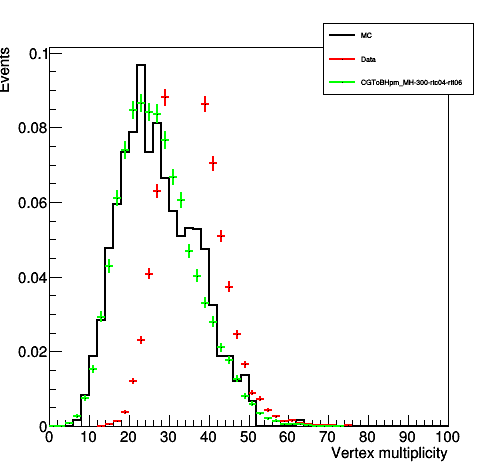 MC
Data
CGToBHpm_MH-300-rtc04-rtt06
Events
0.1
0.08
0.06
0.04
0.02
0
0 10 20 30 40 50 60 70 80 90 100
Vertex multiplicity